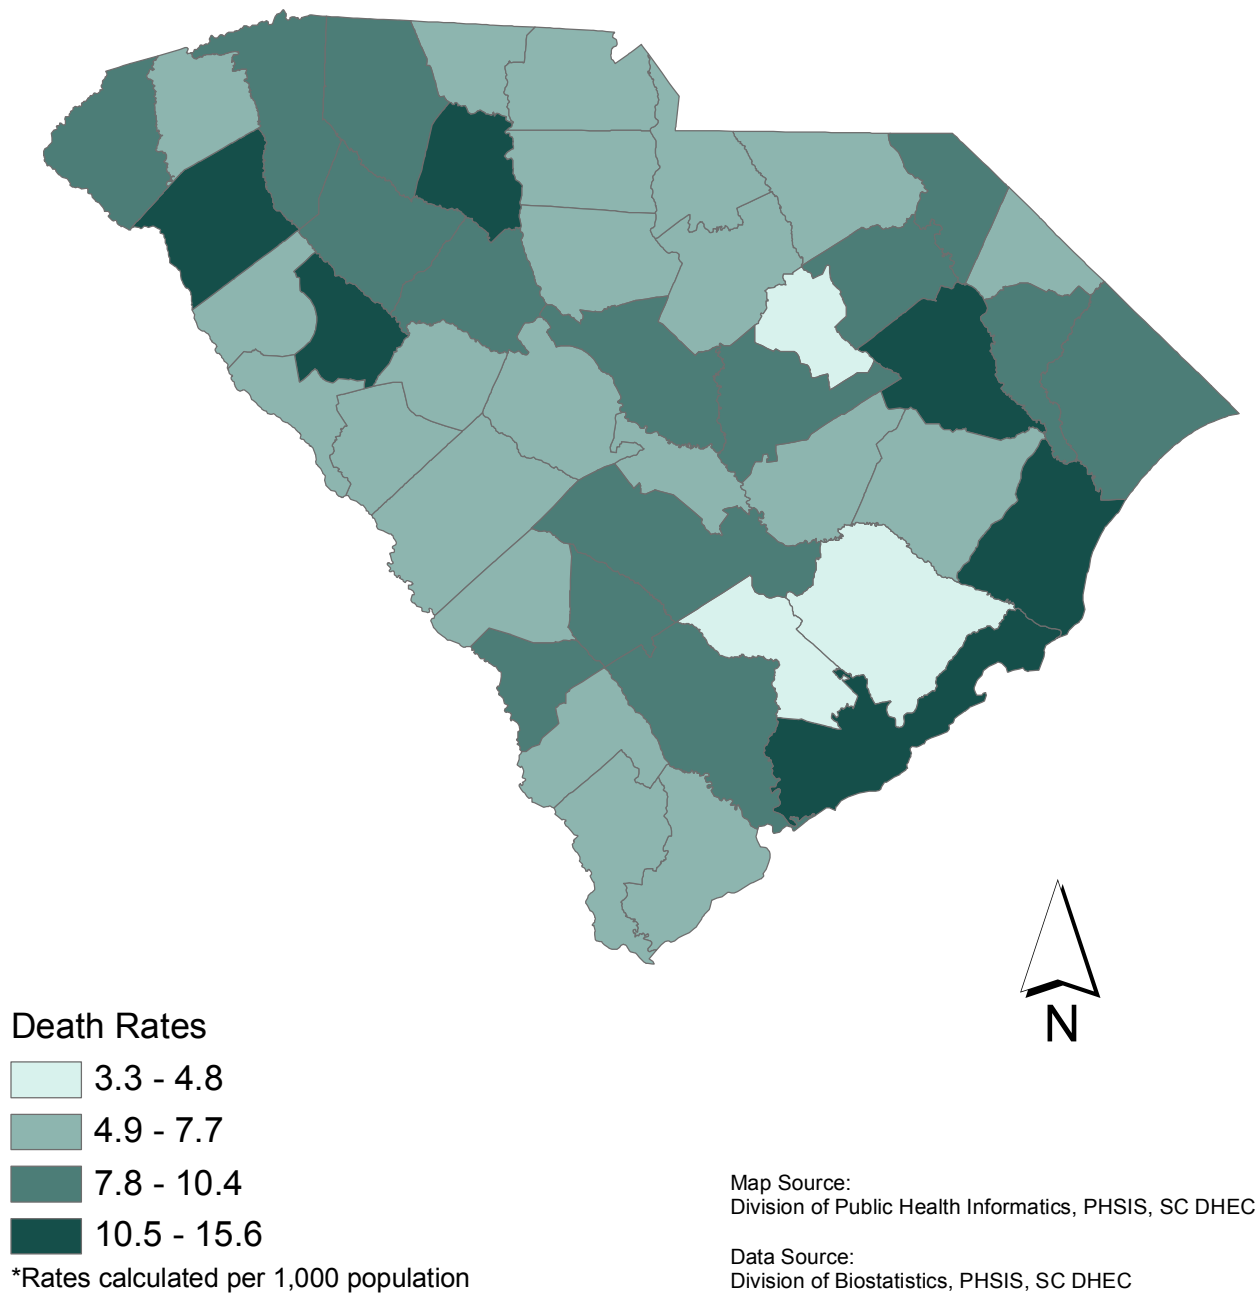 N
Death Rates
3.3 - 4.8
4.9 - 7.7
7.8 - 10.4
10.5 - 15.6
*Rates calculated per 1,000 population
Map Source:
Division of Public Health Informatics, PHSIS, SC DHEC
Data Source:
Division of Biostatistics, PHSIS, SC DHEC